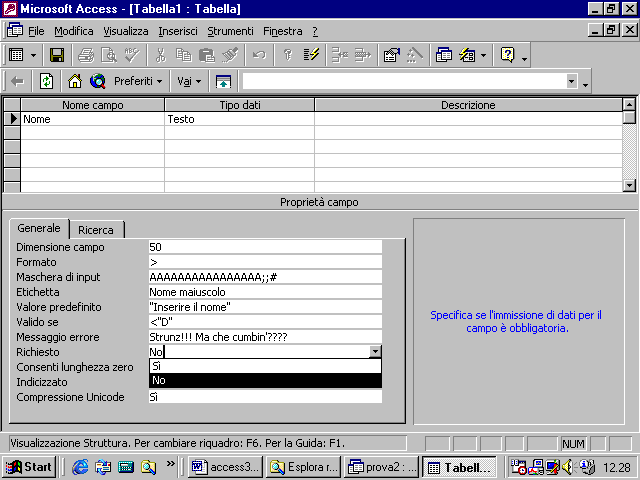 Microsoft Access - [Tabella1 : Tabella]
File Modifica Visualizza Inserisci Strumenti Finestra ?
Preferiti Vai
Nome campo Tipo dati Descrizione
Nome Testo
Proprietà campo
Generale Ricerca
Dimensione campo 50
Formato >
Maschera di input AAAAAAAAAAAAAAAA;;#
Etichetta Nome maiuscolo
Valore predefinito "Inserire il nome"
Valido se <"D"
Messaggio errore Strunz!!! Ma che cumbin'????
Richiesto No
Consenti lunghezza zero Sì
Indicizzato No
Compressione Unicode Sì
Specifica se l'immissione di dati per il
campo è obbligatoria.
Visualizzazione Struttura. Per cambiare riquadro: F6. Per la Guida: F1. NUM
Start » access3... Esplora r... prova2 : ... Tabell... 12.28